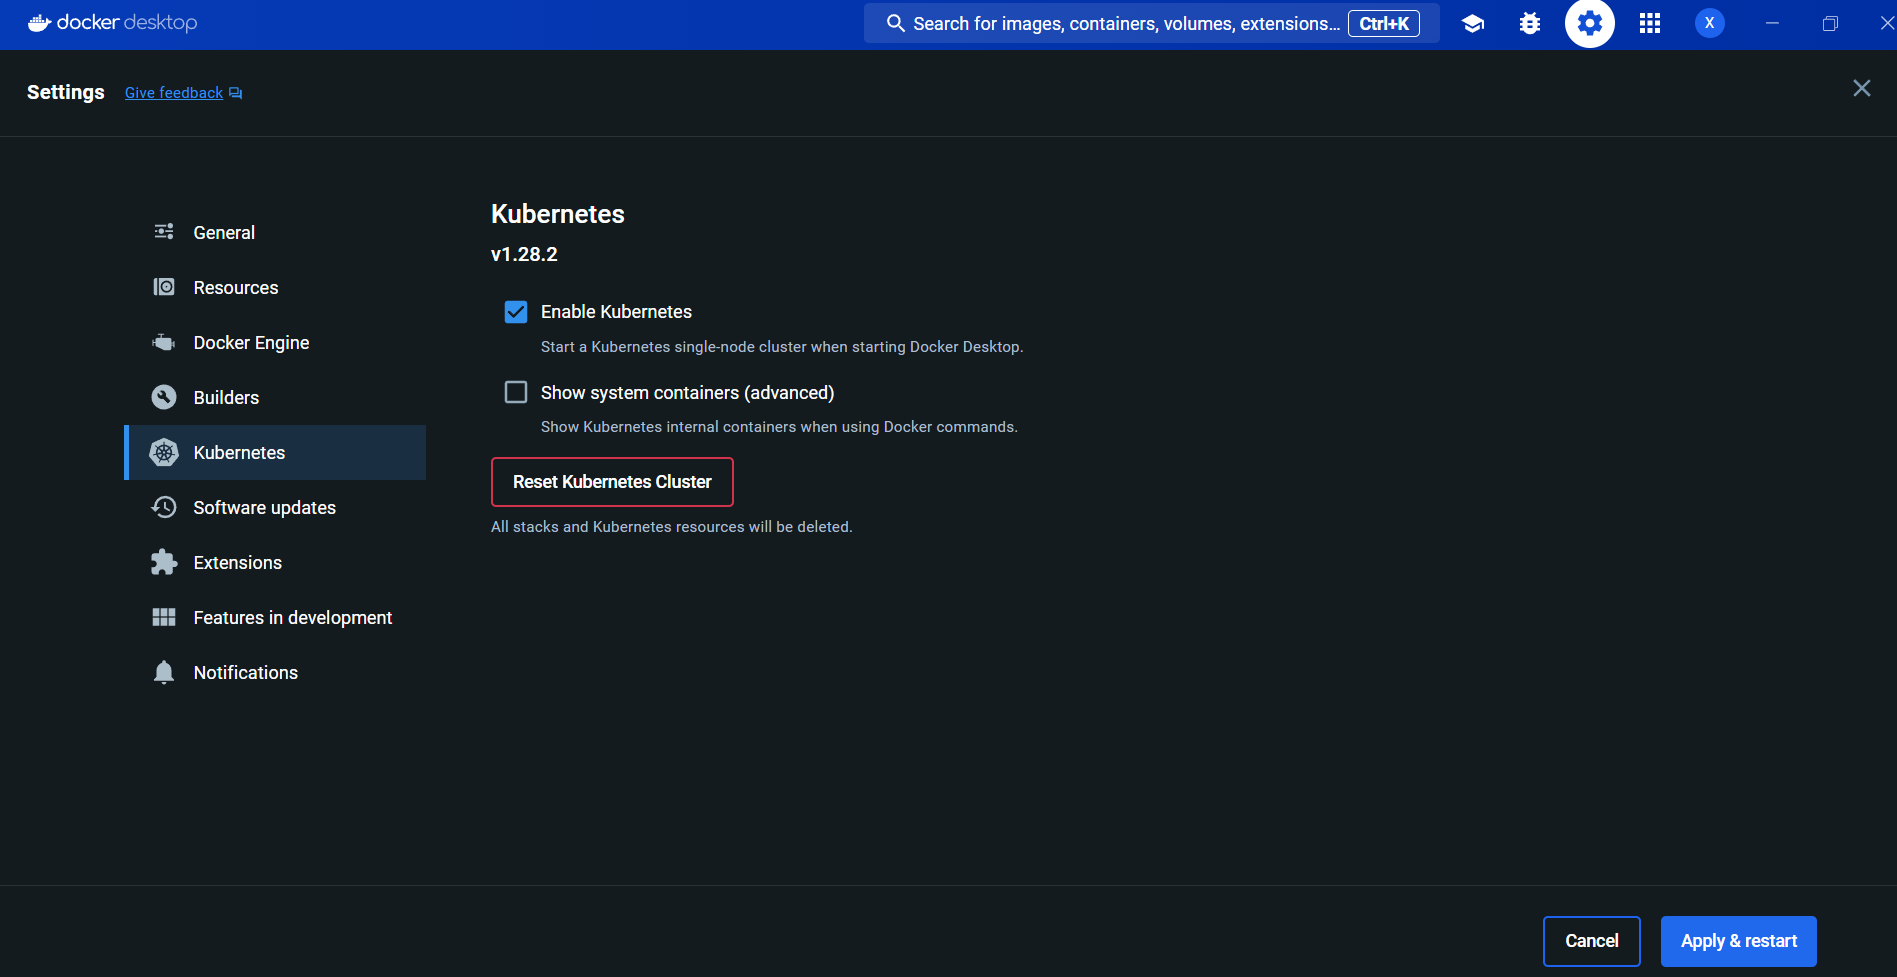 docker desktop
Search for images, containers, volumes, extensions... Ctrl+K
X
Settings Give feedback
General
Resources
Docker Engine
Builders
Kubernetes
Software updates
Extensions
Features in development
Notifications
Kubernetes
v1.28.2
Enable Kubernetes
Start a Kubernetes single-node cluster when starting Docker Desktop.
Show system containers (advanced)
Show Kubernetes internal containers when using Docker commands.
Reset Kubernetes Cluster
All stacks and Kubernetes resources will be deleted.
Cancel Apply & restart